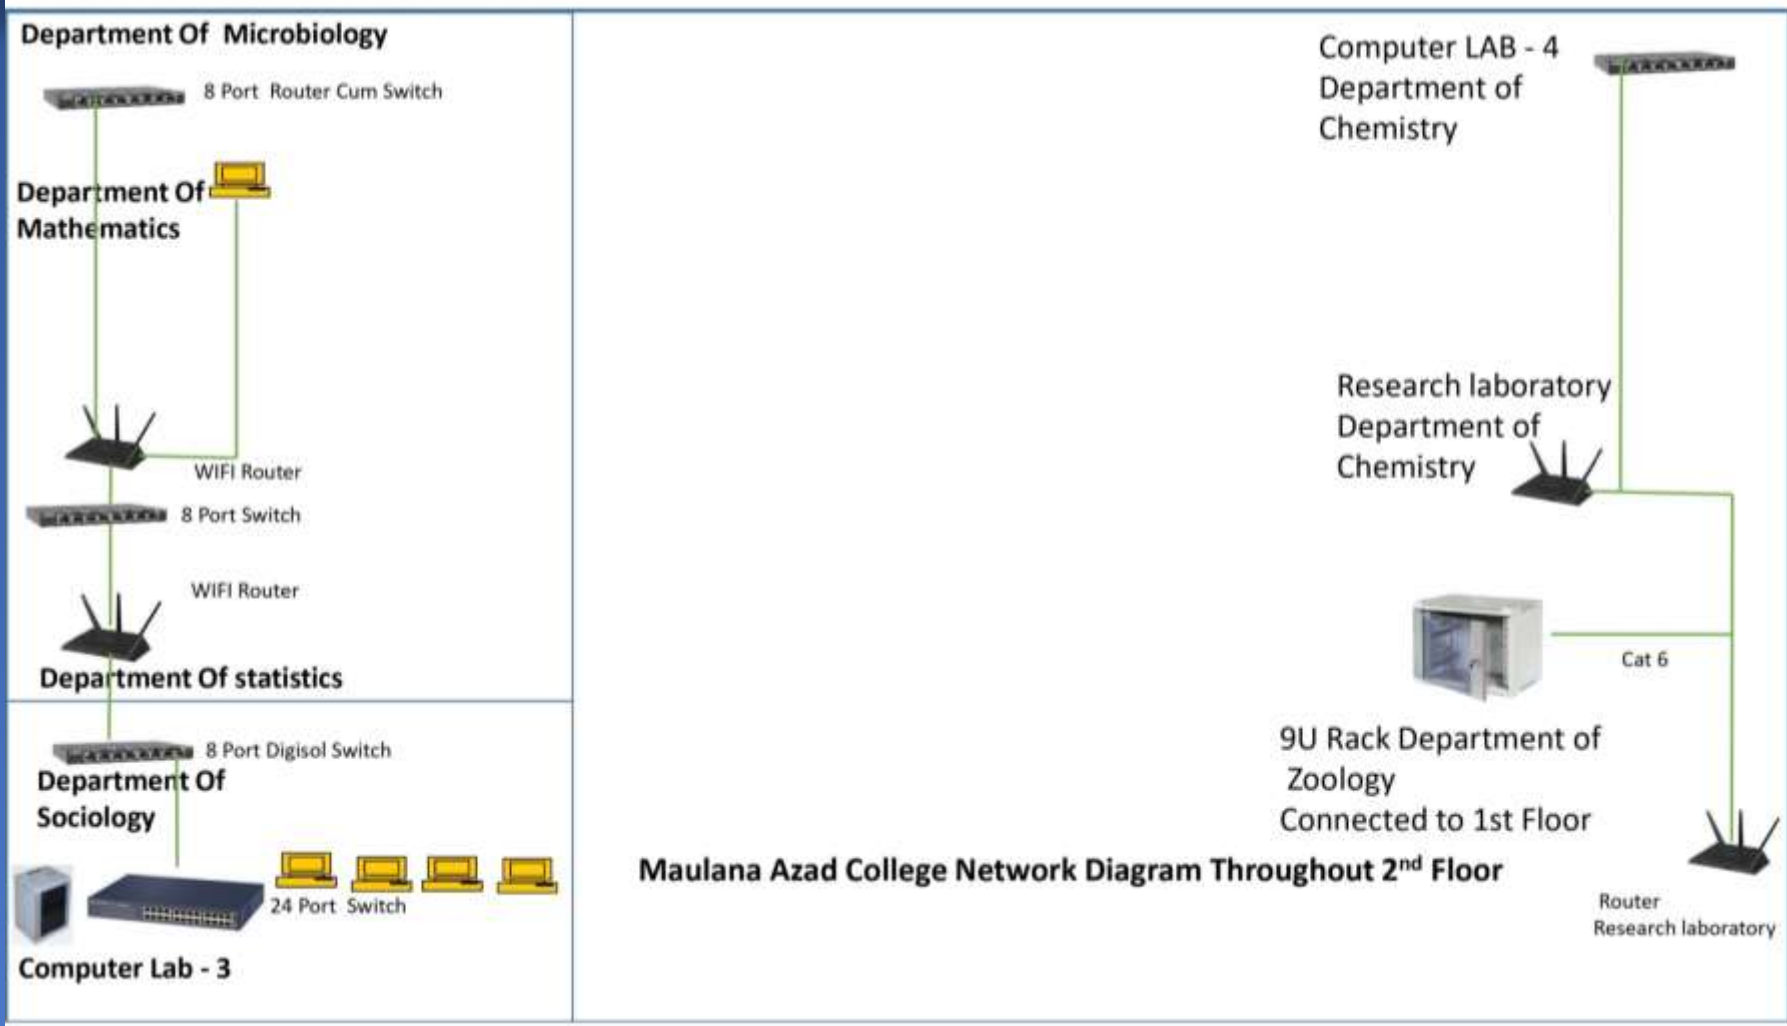 Department Of  Microbiology
8 Port  Router Cum Switch
Department Of
Mathematics
WIFI Router
8 Port Switch
WIFI Router
Department Of statistics
8 Port Digisol Switch
Department Of
Sociology
24 Port  Switch
Computer Lab - 3
Computer LAB - 4
Department of
Chemistry
Research laboratory
Department of
Chemistry
Cat 6
9U Rack Department of
Zoology
Connected to 1st Floor
Maulana Azad College Network Diagram Throughout 2nd Floor
Router
Research laboratory